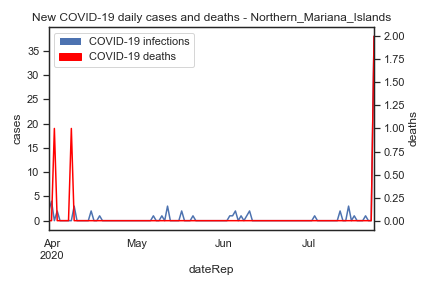 New COVID-19 daily cases and deaths - Northern_Mariana_Islands
COVID-19 infections
COVID-19 deaths
35
30
25
20
15
10
5
0
cases
2.00
1.75
1.50
1.25
1.00
0.75
0.50
0.25
0.00
deaths
Apr
2020
May
Jun
Jul
dateRep